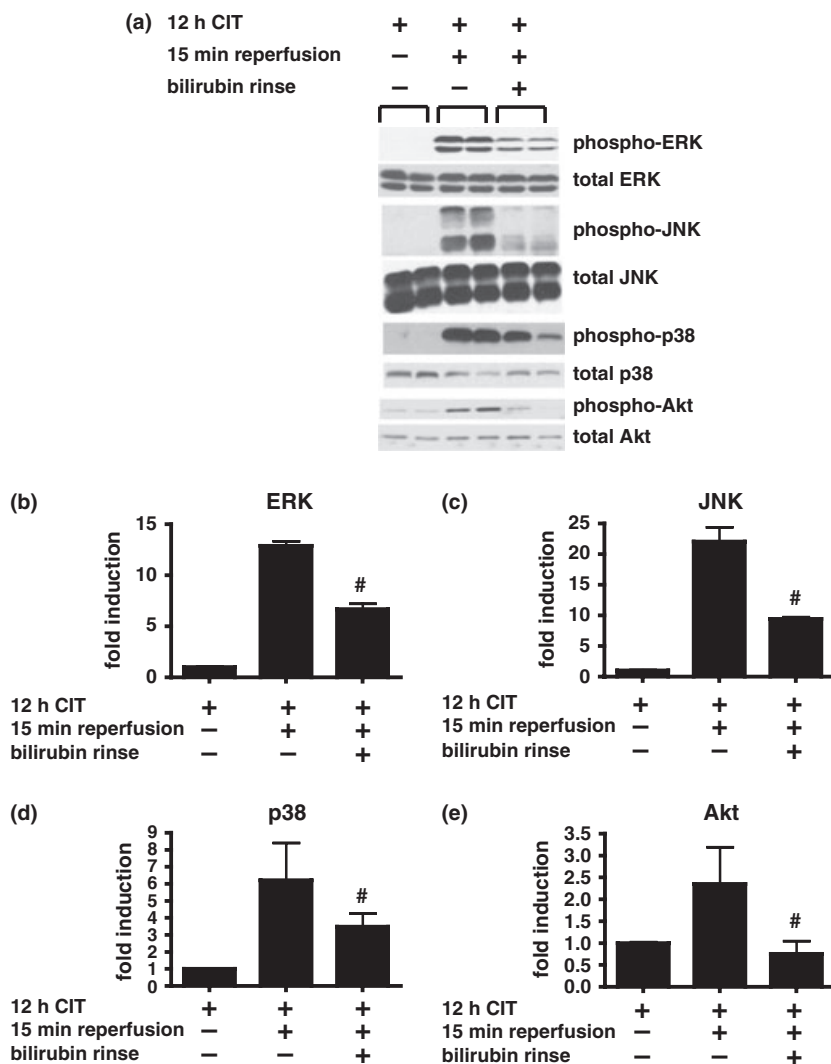 (a) 12 h CIT + + +
15 min reperfusion – + +
bilirubin rinse – – +
phospho-ERK
total ERK
phospho-JNK
total JNK
phospho-p38
total p38
phospho-Akt
total Akt
(b) ERK
fold induction
15
10
5
0
12 h CIT + + +
15 min reperfusion – + +
bilirubin rinse – – +
(c) JNK
fold induction
25
20
15
10
5
0
12 h CIT + + +
15 min reperfusion – + +
bilirubin rinse – – +
#
#
(d) p38
fold induction
9
8
7
6
5
4
3
2
1
0
#
12 h CIT + + +
15 min reperfusion – + +
bilirubin rinse – – +
(e) Akt
fold induction
3.5
3.0
2.5
2.0
1.5
1.0
0.5
0.0
#
12 h CIT + + +
15 min reperfusion – + +
bilirubin rinse – – +